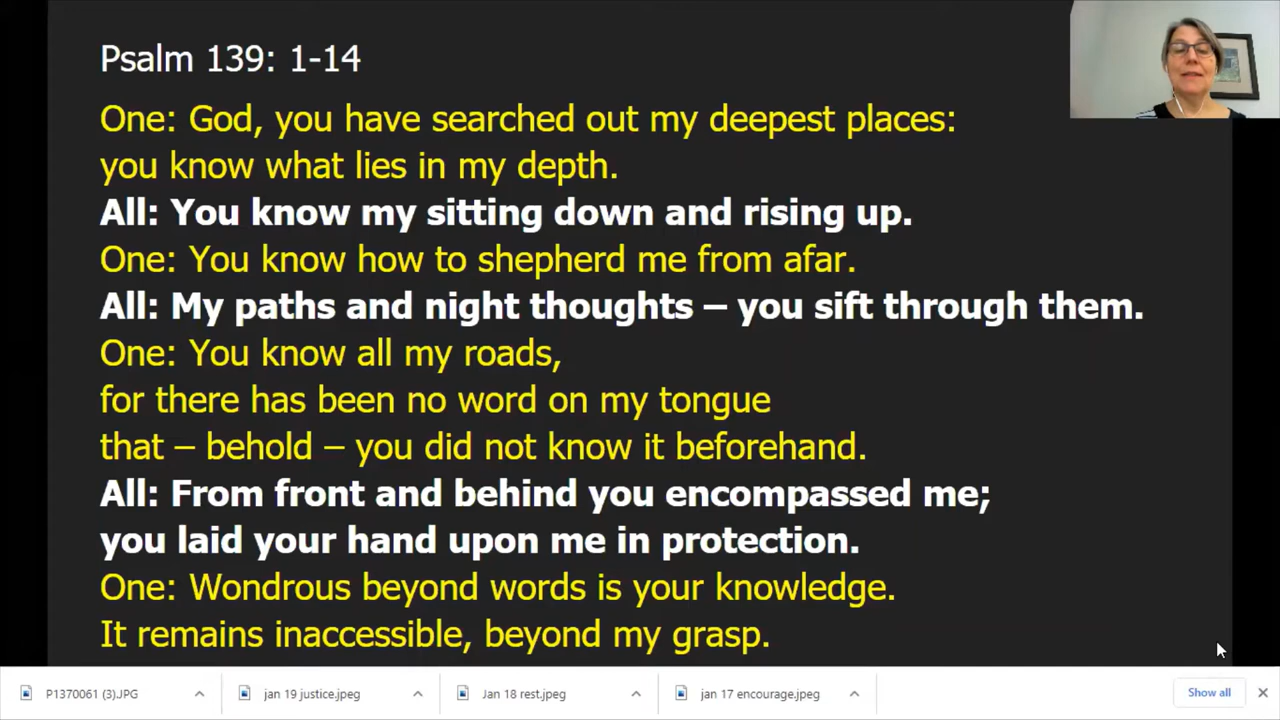 Psalm 139: 1-14
One: God, you have searched out my deepest places:
you know what lies in my depth.
All: You know my sitting down and rising up.
One: You know how to shepherd me from afar.
All: My paths and night thoughts – you sift through them.
One: You know all my roads,
for there has been no word on my tongue
that – behold – you did not know it beforehand.
All: From front and behind you encompassed me;
you laid your hand upon me in protection.
One: Wondrous beyond words is your knowledge.
It remains inaccessible, beyond my grasp.
P1370061 (3).JPG
jan 19 justice.jpeg
Jan 18 rest.jpeg
jan 17 encourage.jpeg
Show all